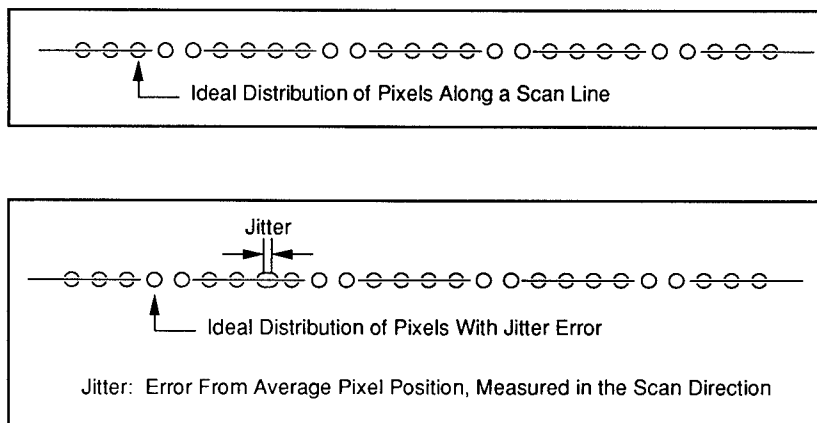 Ideal Distribution of Pixels Along a Scan Line
Jitter
Ideal Distribution of Pixels With Jitter Error
Jitter: Error From Average Pixel Position, Measured in the Scan Direction